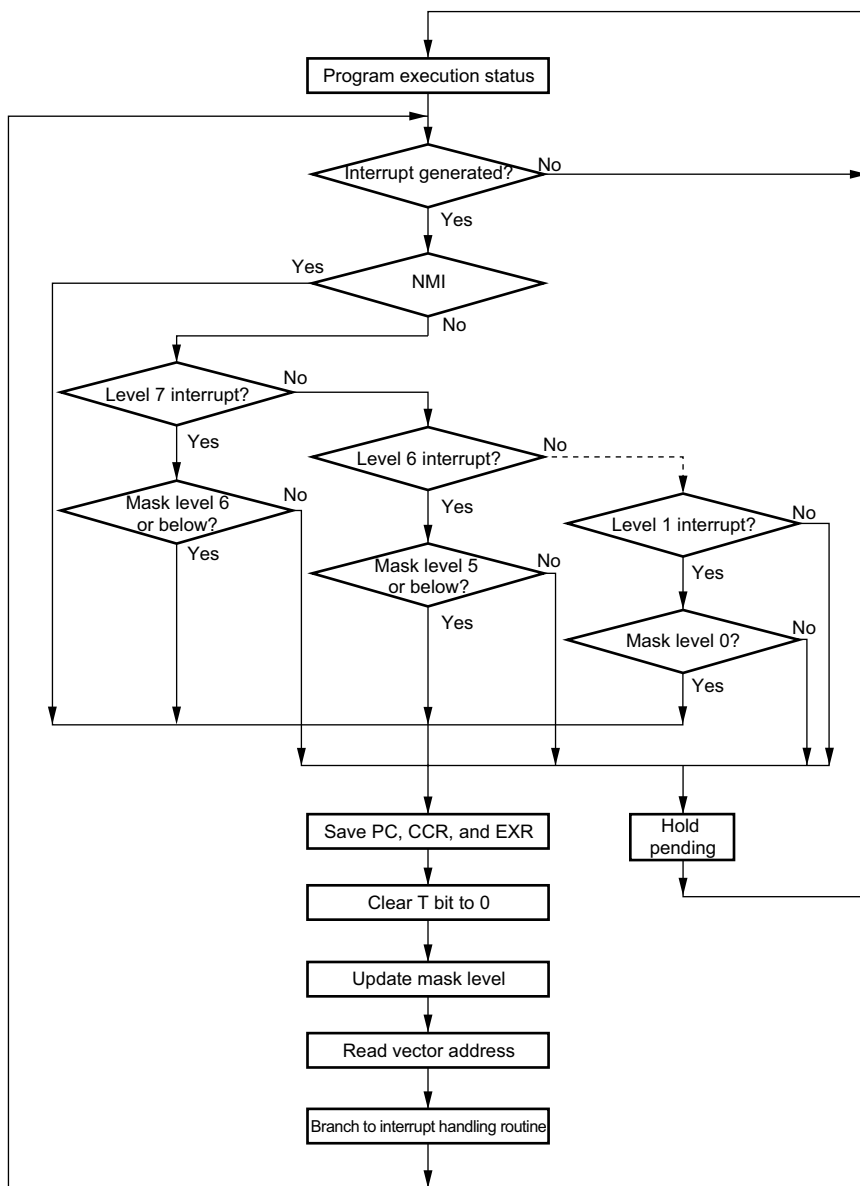 Program execution status
Interrupt generated?
No
Yes
Yes
NMI
No
Level 7 interrupt?
No
Yes
Level 6 interrupt?
No
Yes
Mask level 6
or below?
No
Yes
Level 1 interrupt?
No
Yes
Mask level 5
or below?
No
Yes
Mask level 0?
No
Yes
Save PC, CCR, and EXR
Hold
pending
Clear T bit to 0
Update mask level
Read vector address
Branch to interrupt handling routine